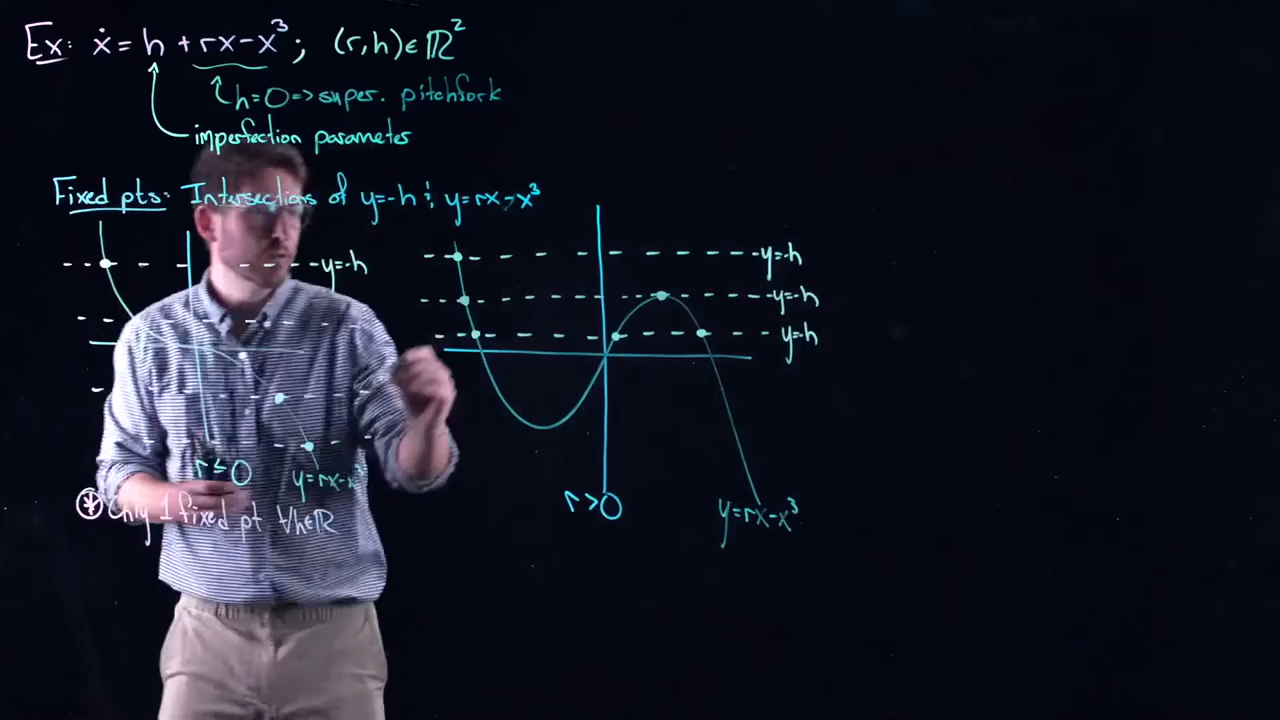 Ex: ẋ = h + rx - x³ ; (r,h) ∈ ℝ²
h=0 => super. pitchfork
imperfection parameter
Fixed pts: Intersections of y=-h & y=rx-x³
y=-h
r ≤ 0
y=rx-x³
⊛ Only 1 fixed pt ∀h∈ℝ
y=-h
y=-h
y=-h
r > 0
y=rx-x³